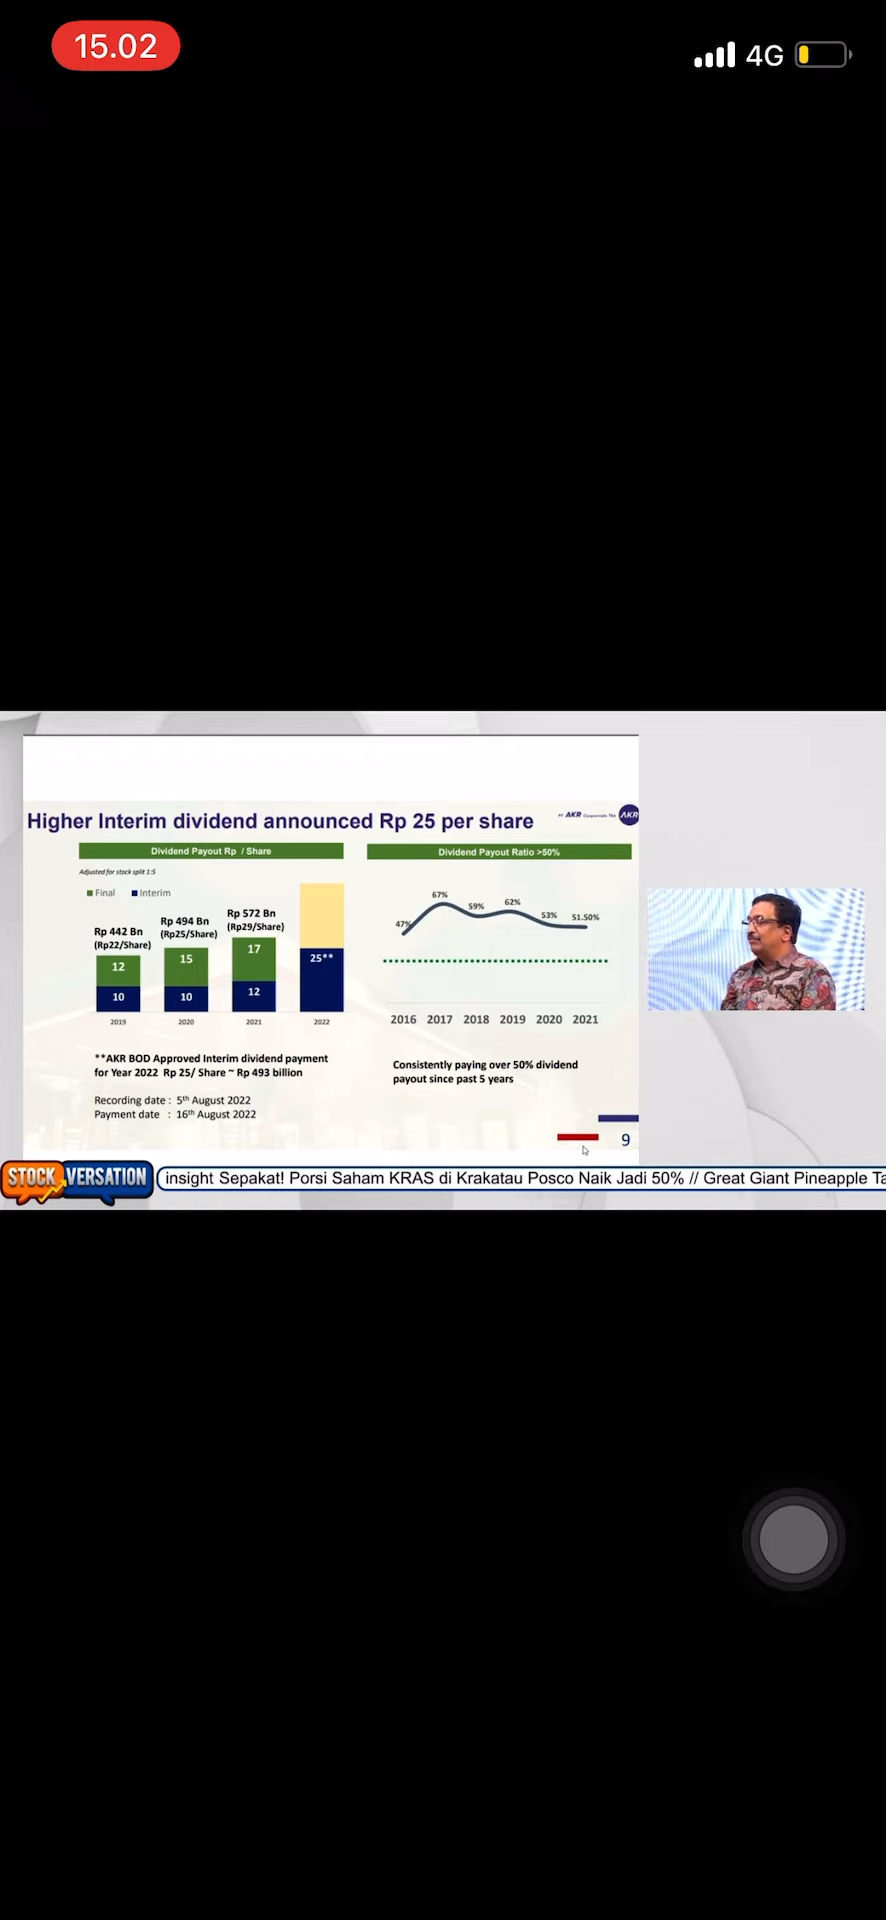 15.02
4G
Higher Interim dividend announced Rp 25 per share
PT AKR Corporindo Tbk
AKR
Dividend Payout Rp / Share
Dividend Payout Ratio >50%
Adjusted for stock split 1:5
Final Interim
Rp 442 Bn
(Rp22/Share)
Rp 494 Bn
(Rp25/Share)
Rp 572 Bn
(Rp29/Share)
12
15
17
25**
10
10
12
2019
2020
2021
2022
47%
67%
59%
62%
53%
51.50%
2016 2017 2018 2019 2020 2021
**AKR BOD Approved Interim dividend payment
for Year 2022 Rp 25/ Share ~ Rp 493 billion
Recording date : 5th August 2022
Payment date : 16th August 2022
Consistently paying over 50% dividend
payout since past 5 years
9
STOCK VERSATION
insight Sepakat! Porsi Saham KRAS di Krakatau Posco Naik Jadi 50% // Great Giant Pineapple Ta